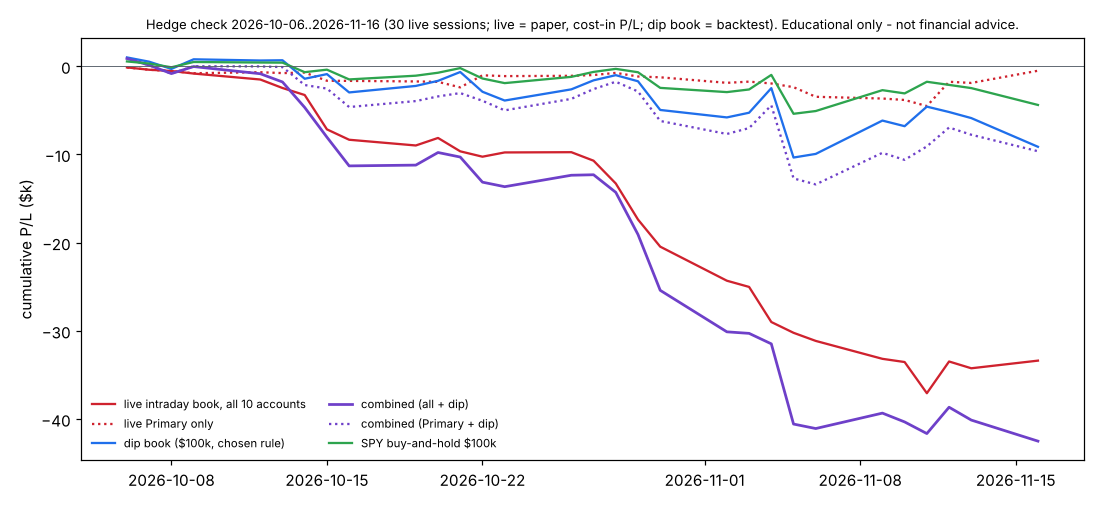 Hedge check 2026-10-06..2026-11-16 (30 live sessions; live = paper, cost-in P/L; dip book = backtest). Educational only - not financial advice.
cumulative P/L ($k)
0
−10
−20
−30
−40
live intraday book, all 10 accounts
live Primary only
dip book ($100k, chosen rule)
combined (all + dip)
combined (Primary + dip)
SPY buy-and-hold $100k
2026-10-08
2026-10-15
2026-10-22
2026-11-01
2026-11-08
2026-11-15